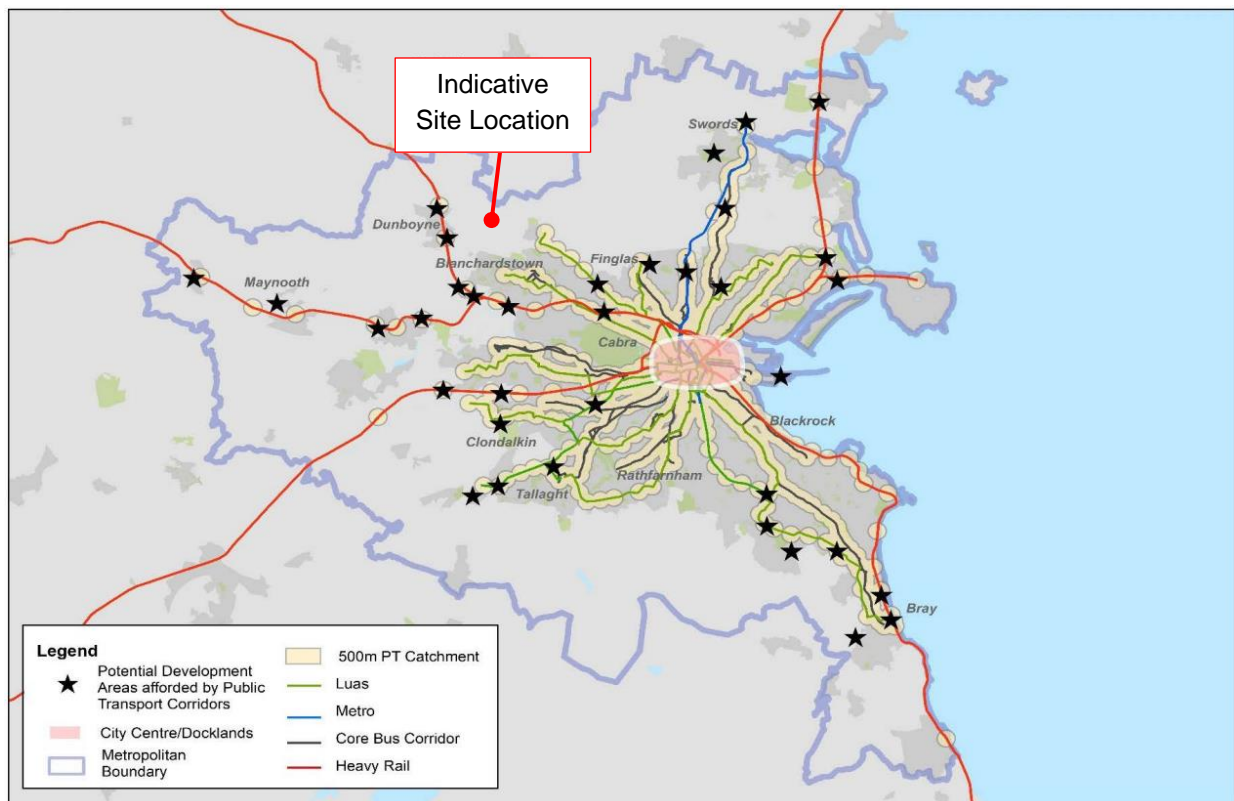 Indicative
Site Location
Swords
Dunboyne
Blanchardstown
Finglas
Maynooth
Cabra
Blackrock
Clondalkin
Rathfarnham
Tallaght
Bray
Legend
Potential Development
Areas afforded by Public
Transport Corridors
City Centre/Docklands
Metropolitan
Boundary
500m PT Catchment
Luas
Metro
Core Bus Corridor
Heavy Rail